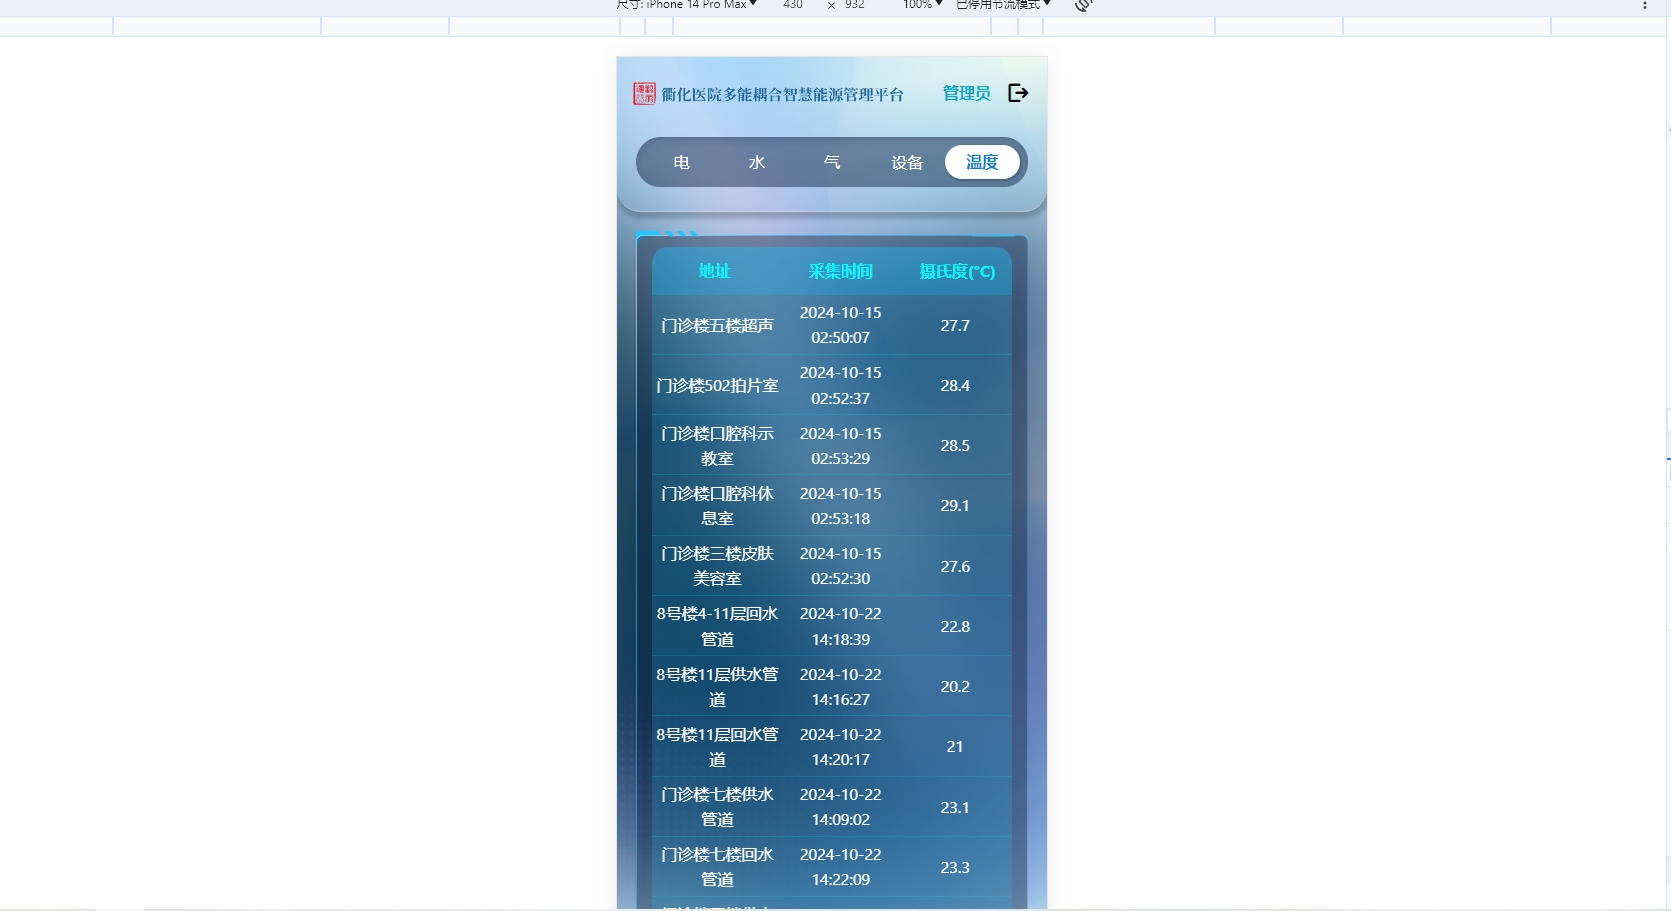 尺寸: iPhone 14 Pro Max 430 × 932 100% 已停用节流模式
衢化医院多能耦合智慧能源管理平台 管理员
电 水 气 设备 温度
地址 采集时间 摄氏度(°C)
门诊楼五楼超声 2024-10-15 02:50:07 27.7
门诊楼502拍片室 2024-10-15 02:52:37 28.4
门诊楼口腔科示教室 2024-10-15 02:53:29 28.5
门诊楼口腔科休息室 2024-10-15 02:53:18 29.1
门诊楼三楼皮肤美容室 2024-10-15 02:52:30 27.6
8号楼4-11层回水管道 2024-10-22 14:18:39 22.8
8号楼11层供水管道 2024-10-22 14:16:27 20.2
8号楼11层回水管道 2024-10-22 14:20:17 21
门诊楼七楼供水管道 2024-10-22 14:09:02 23.1
门诊楼七楼回水管道 2024-10-22 14:22:09 23.3